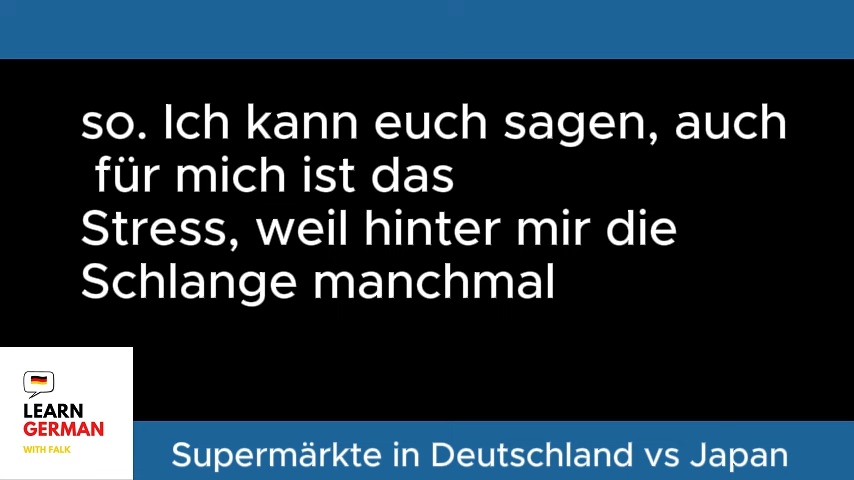 so. Ich kann euch sagen, auch
für mich ist das
Stress, weil hinter mir die
Schlange manchmal
LEARN
GERMAN
WITH FALK
Supermärkte in Deutschland vs Japan